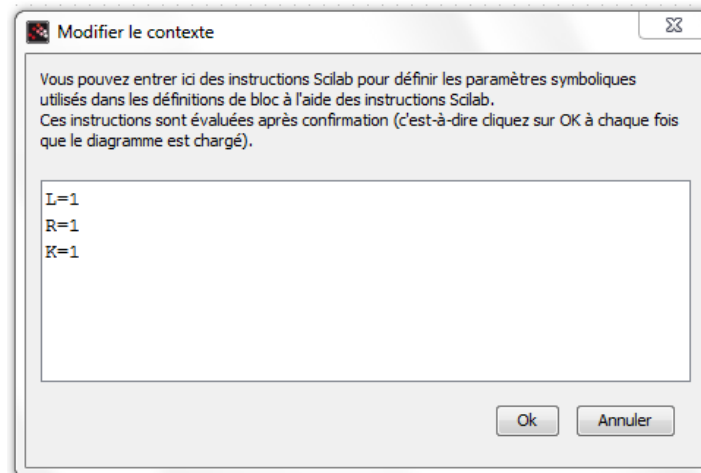 Modifier le contexte
Vous pouvez entrer ici des instructions Scilab pour définir les paramètres symboliques
utilisés dans les définitions de bloc à l'aide des instructions Scilab.
Ces instructions sont évaluées après confirmation (c'est-à-dire cliquez sur OK à chaque fois
que le diagramme est chargé).
L=1
R=1
K=1
Ok Annuler